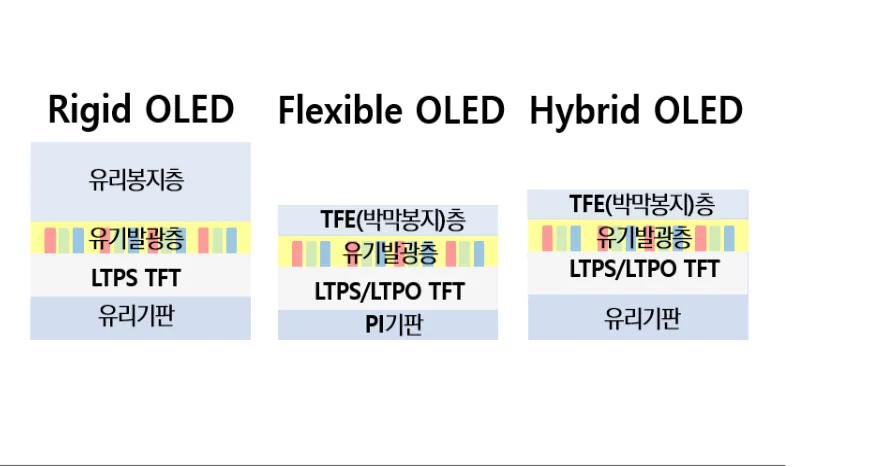 Rigid OLED
유리봉지층
유기발광층
LTPS TFT
유리기판
Flexible OLED
TFE(박막봉지)층
유기발광층
LTPS/LTPO TFT
PI기판
Hybrid OLED
TFE(박막봉지)층
유기발광층
LTPS/LTPO TFT
유리기판